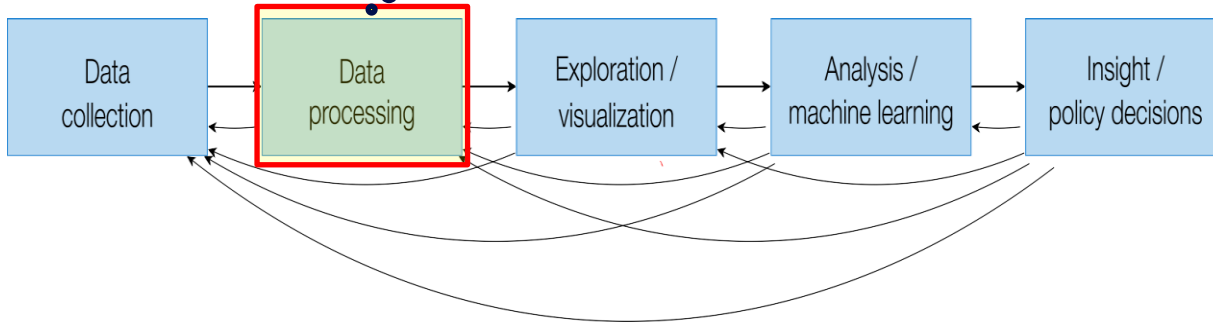 Data
collection
Data
processing
Exploration /
visualization
Analysis /
machine learning
Insight /
policy decisions